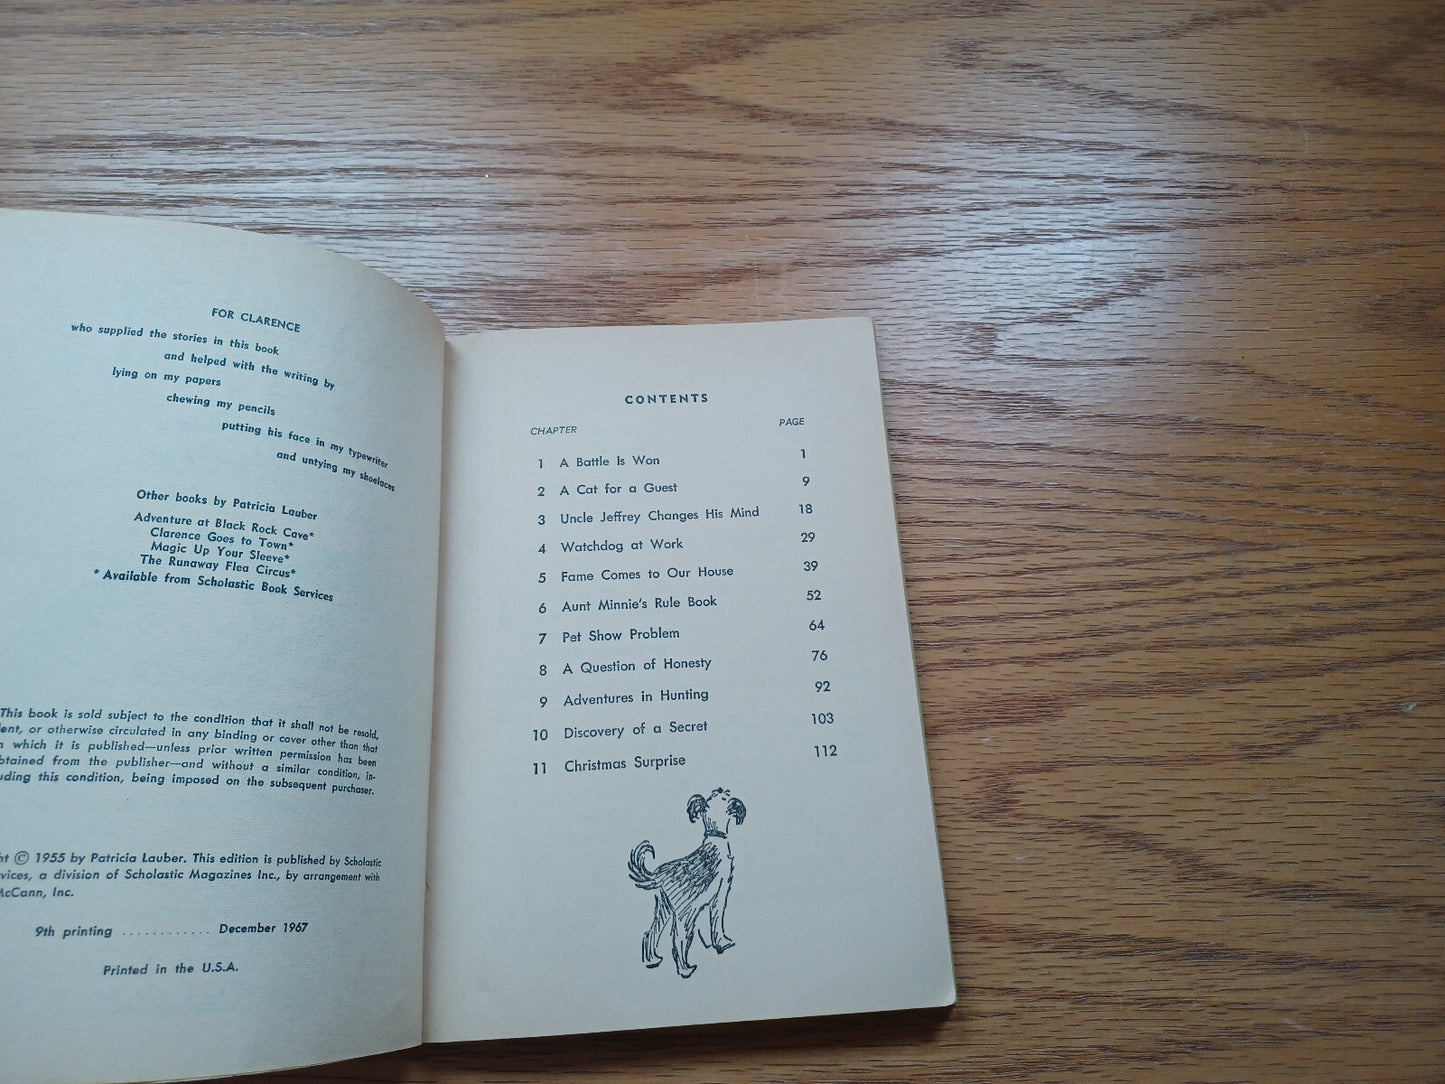 FOR CLARENCE
who supplied the stories in this book
and helped with the writing by
lying on my papers
chewing my pencils
putting his face in my typewriter
and untying my shoelaces
Other books by Patricia Lauber
Adventure at Black Rock Cave*
Clarence Goes to Town*
Magic Up Your Sleeve*
The Runaway Flea Circus*
* Available from Scholastic Book Services
This book is sold subject to the condition that it shall not be resold,
or otherwise circulated in any binding or cover other than that
which it is published—unless prior written permission has been
from the publisher—and without a similar condition, in-
this condition, being imposed on the subsequent purchaser.
© 1955 by Patricia Lauber. This edition is published by Scholastic
a division of Scholastic Magazines Inc., by arrangement with
McCann, Inc.
9th printing ............ December 1967
Printed in the U.S.A.
CONTENTS
CHAPTER PAGE
1 A Battle Is Won 1
2 A Cat for a Guest 9
3 Uncle Jeffrey Changes His Mind 18
4 Watchdog at Work 29
5 Fame Comes to Our House 39
6 Aunt Minnie's Rule Book 52
7 Pet Show Problem 64
8 A Question of Honesty 76
9 Adventures in Hunting 92
10 Discovery of a Secret 103
11 Christmas Surprise 112